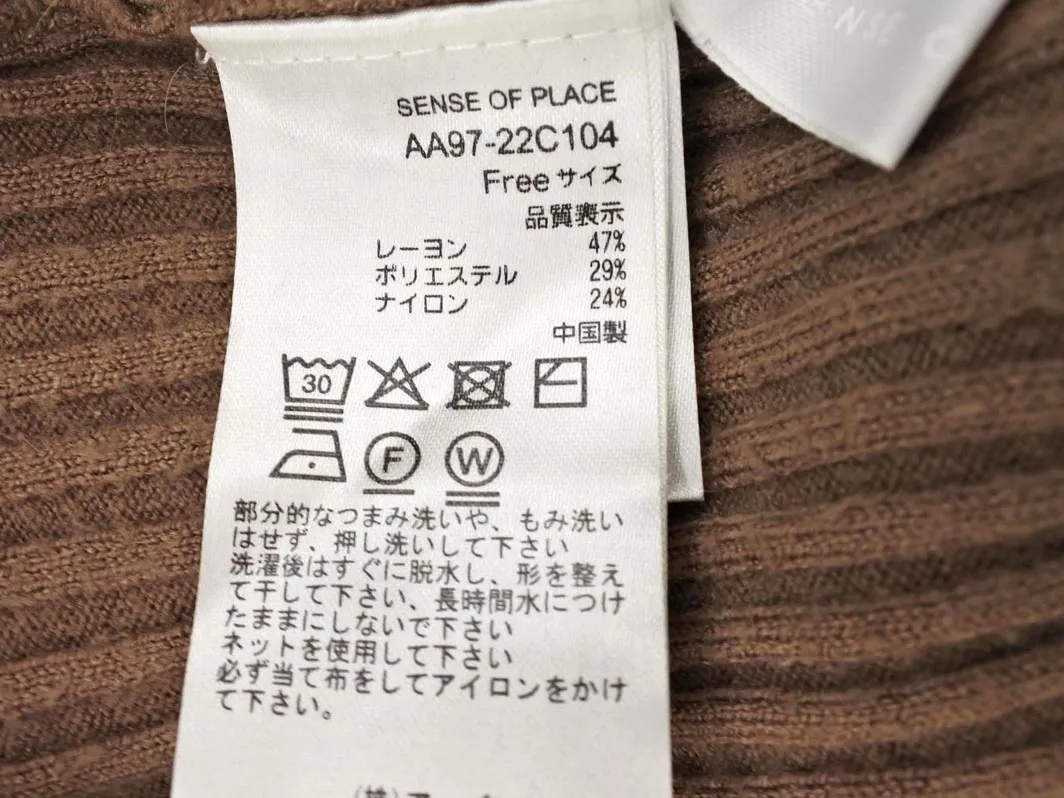 SENSE OF PLACE
AA97-22C104
Freeサイズ
品質表示
レーヨン 47%
ポリエステル 29%
ナイロン 24%
中国製
30
F W
部分的なつまみ洗いや、もみ洗い
はせず、押し洗いして下さい
洗濯後はすぐに脱水し、形を整え
て干して下さい、長時間水につけ
たままにしないで下さい
ネットを使用して下さい
必ず当て布をしてアイロンをかけ
て下さい。